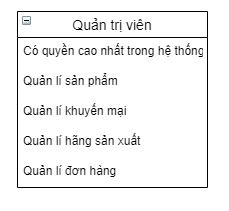 Quản trị viên
Có quyền cao nhất trong hệ thống
Quản lí sản phẩm
Quản lí khuyến mại
Quản lí hãng sản xuất
Quản lí đơn hàng